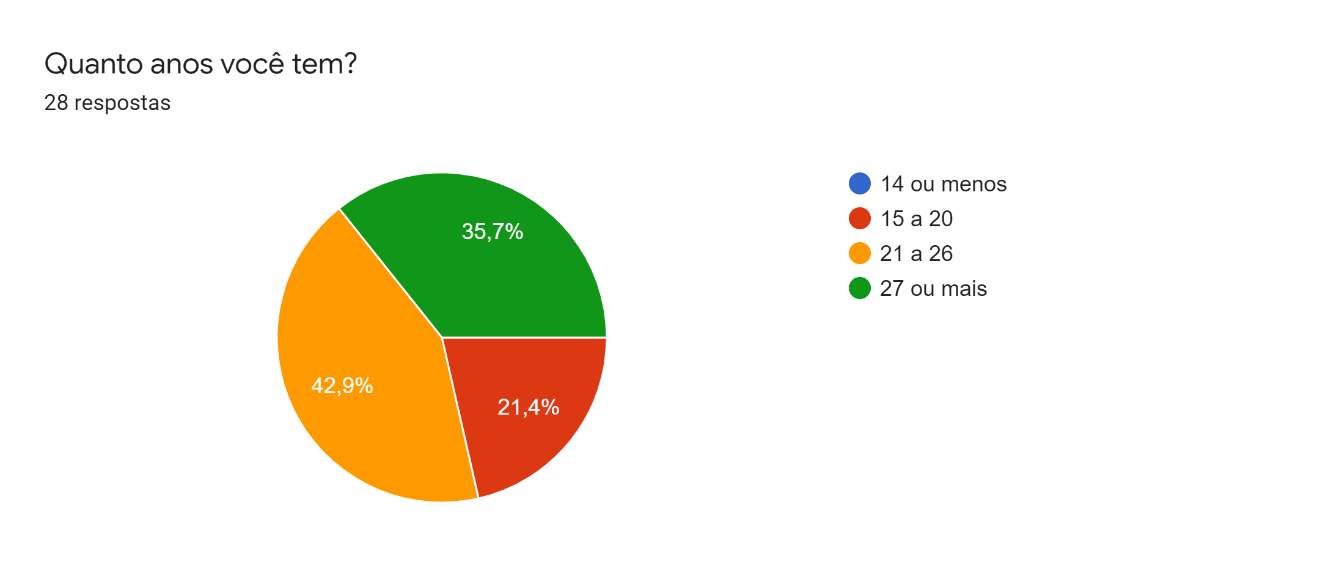 Quanto anos você tem?
28 respostas
35,7%
42,9%
21,4%
14 ou menos
15 a 20
21 a 26
27 ou mais